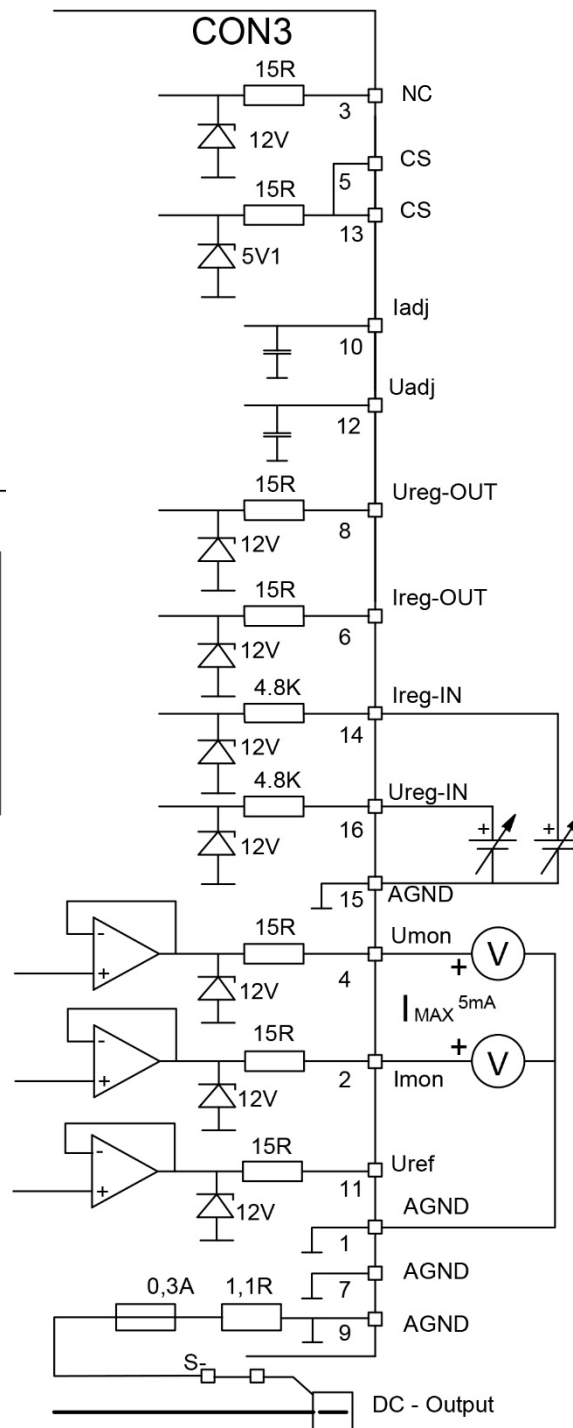 CON3
15R
3 NC
12V
5 CS
15R
13 CS
5V1
Iadj
10
Uadj
12
15R Ureg-OUT
8
12V
15R Ireg-OUT
6
12V
4.8K Ireg-IN
14
12V
4.8K Ureg-IN
16
+ +
12V
15 AGND
- 15R Umon
+ 4 + V
12V IMAX 5mA
- 15R + V
+ 2 Imon
12V
- 15R Uref
+ 11
12V AGND
1
AGND
7
0,3A 1,1R
9 AGND
S-
DC - Output